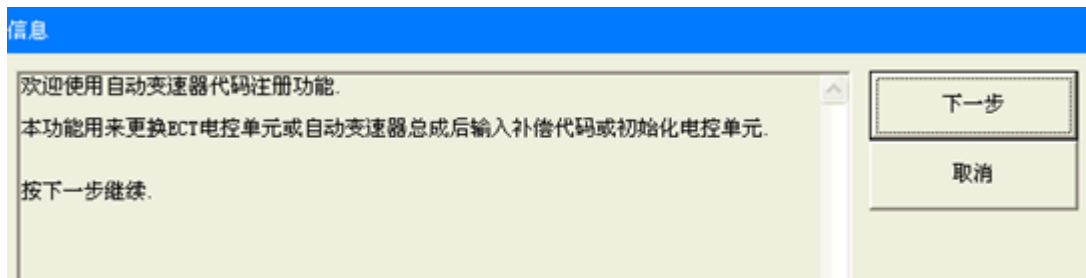 信息
欢迎使用自动变速器代码注册功能.
本功能用来更换ECT电控单元或自动变速器总成后输入补偿代码或初始化电控单元.
按下一步继续.
下一步
取消